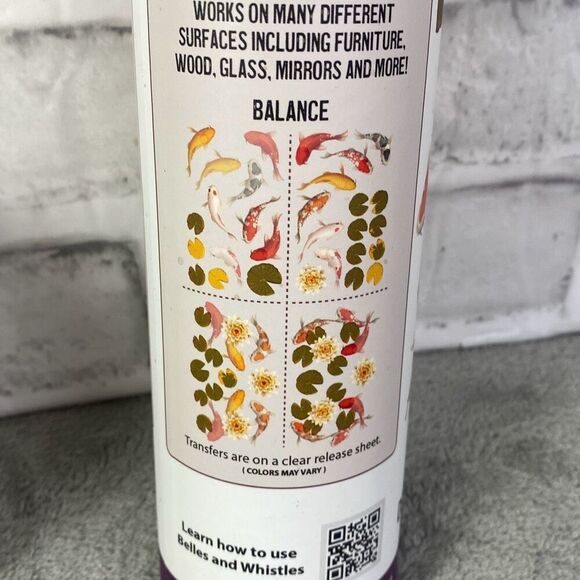 WORKS ON MANY DIFFERENT
SURFACES INCLUDING FURNITURE,
WOOD, GLASS, MIRRORS AND MORE!
BALANCE
Transfers are on a clear release sheet.
( COLORS MAY VARY )
Learn how to use
Belles and Whistles